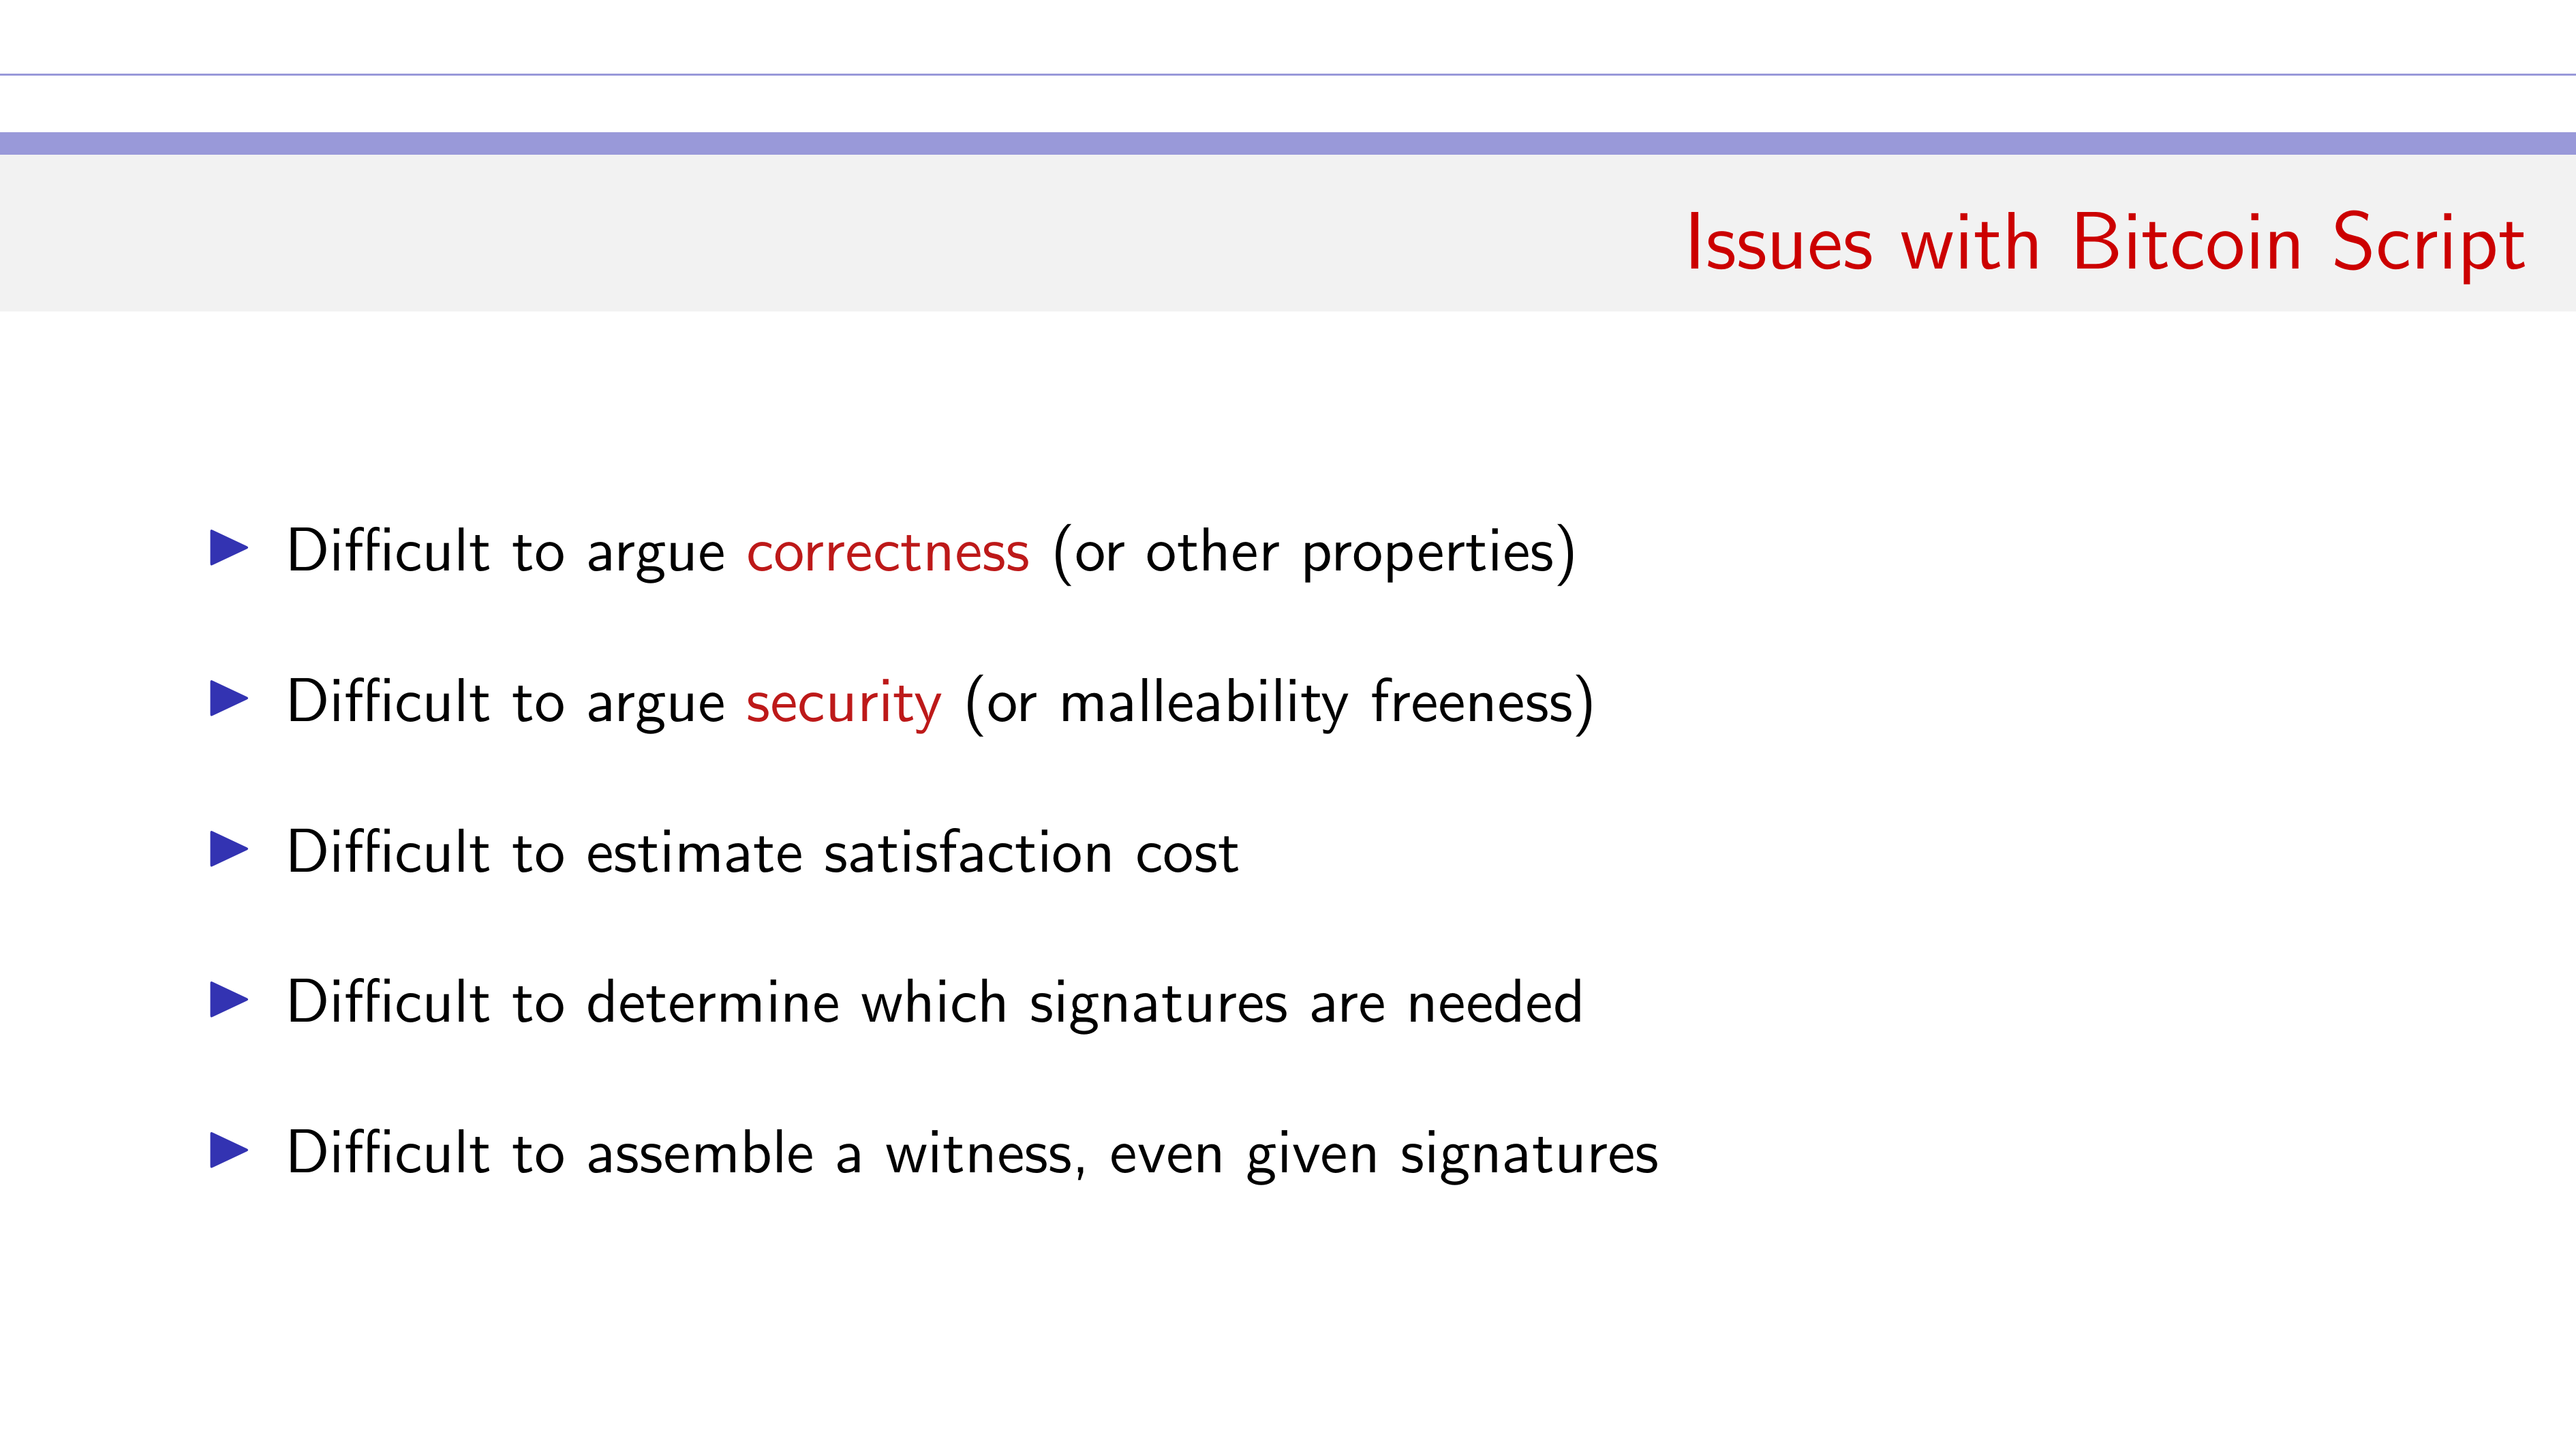 Issues with Bitcoin Script
Difficult to argue correctness (or other properties)
Difficult to argue security (or malleability freeness)
Difficult to estimate satisfaction cost
Difficult to determine which signatures are needed
Difficult to assemble a witness, even given signatures